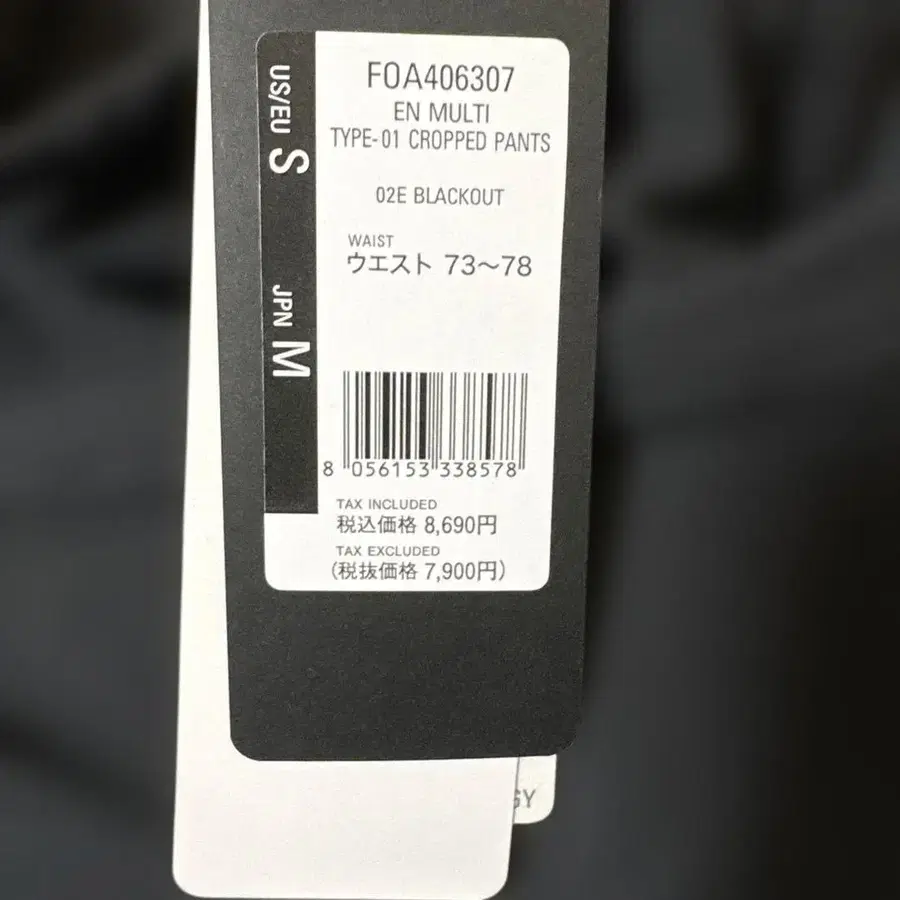 US/EU S
JPN M
FOA406307
EN MULTI
TYPE-01 CROPPED PANTS
02E BLACKOUT
WAIST
ウエスト 73〜78
8 056153 338578
TAX INCLUDED
税込価格 8,690円
TAX EXCLUDED
(税抜価格 7,900円)
GY